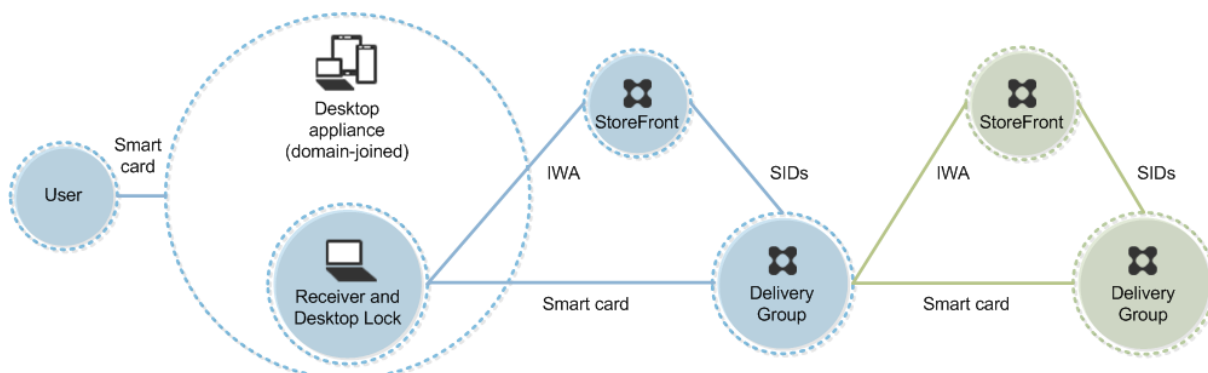 User
Smart
card
Desktop
appliance
(domain-joined)
Receiver and
Desktop Lock
IWA
StoreFront
SIDs
Smart card
Delivery
Group
IWA
StoreFront
SIDs
Smart card
Delivery
Group